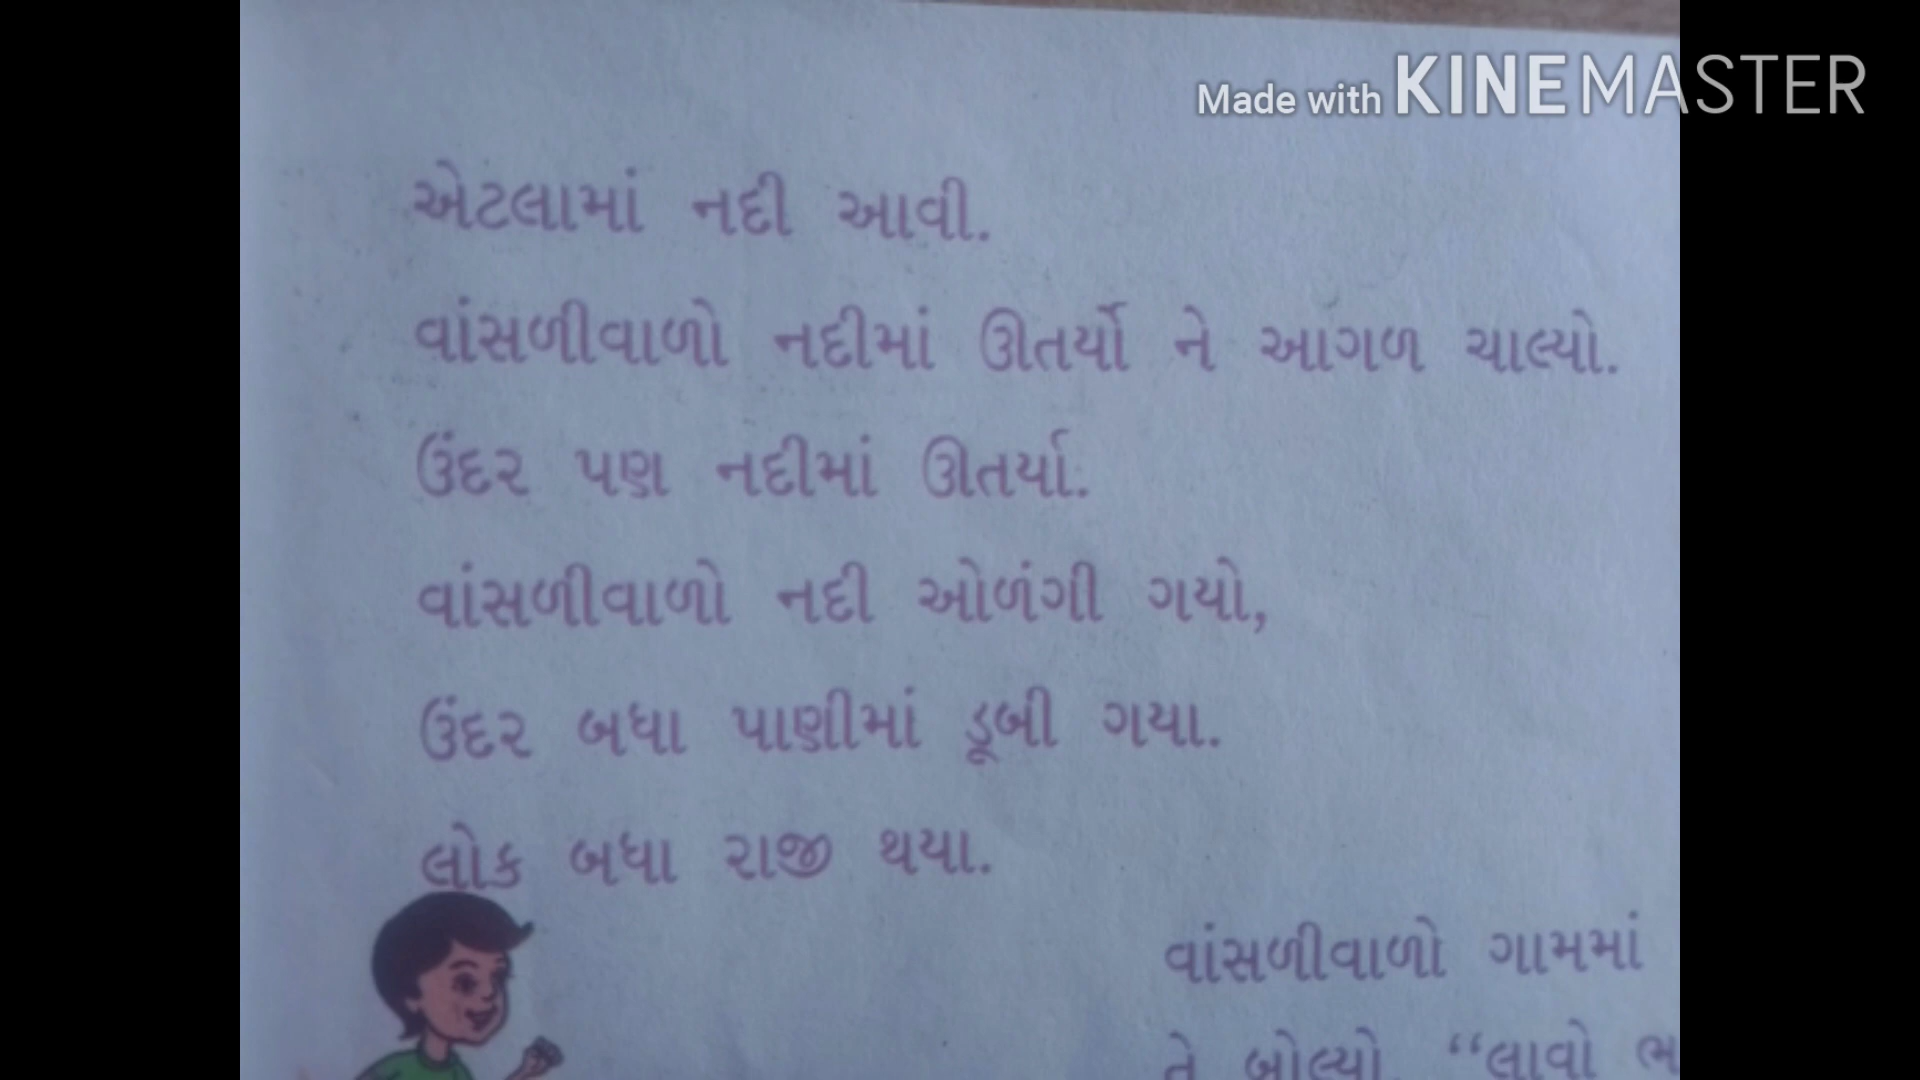 Made with KINEMASTER
એટલામાં નદી આવી.
વાંસળીવાળો નદીમાં ઊતર્યો ને આગળ ચાલ્યો.
ઉંદર પણ નદીમાં ઊતર્યા.
વાંસળીવાળો નદી ઓળંગી ગયો,
ઉંદર બધા પાણીમાં ડૂબી ગયા.
લોક બધા રાજી થયા.
વાંસળીવાળો ગામમાં
તે બોલ્યો, “લાવો ભ